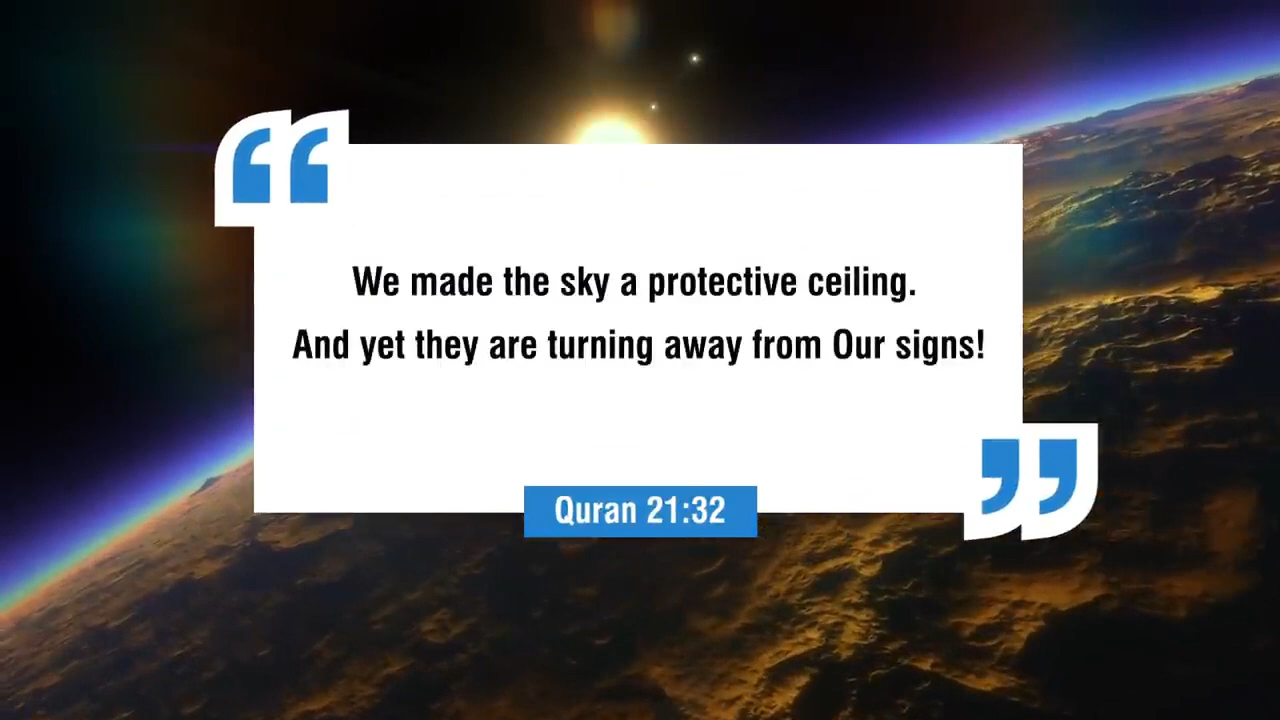 We made the sky a protective ceiling.
And yet they are turning away from Our signs!
Quran 21:32